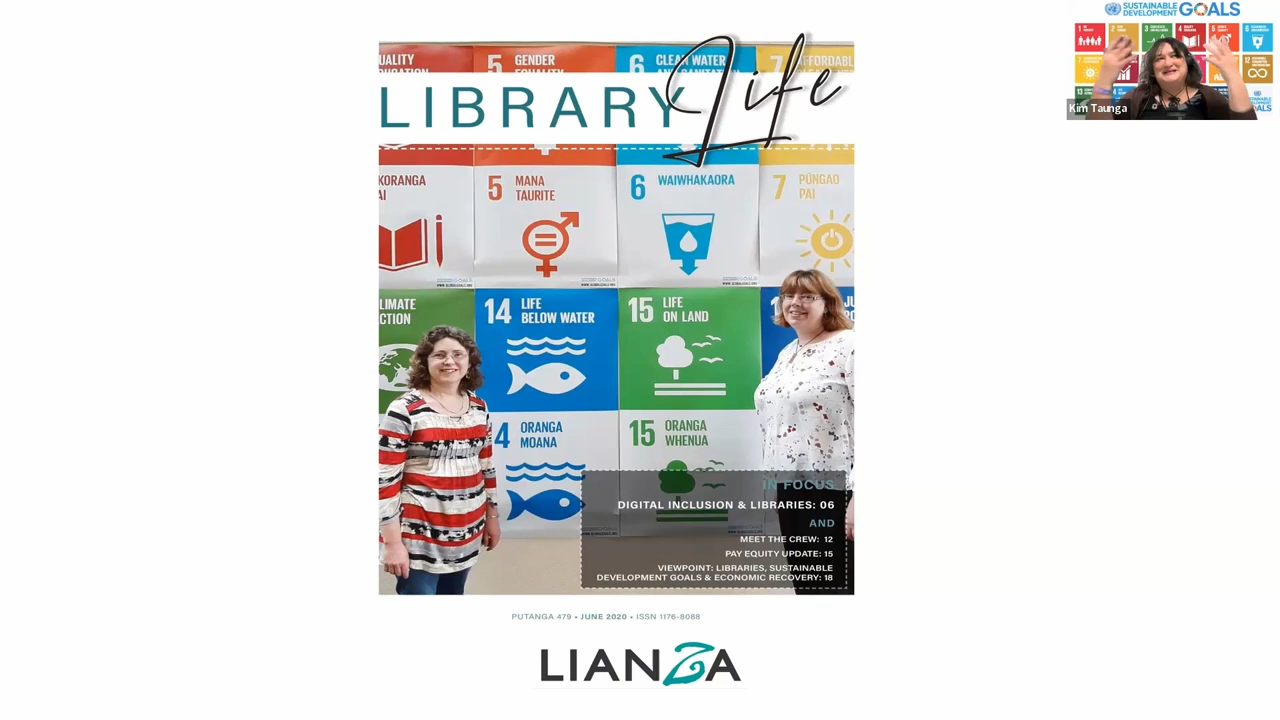 SUSTAINABLE
DEVELOPMENT GOALS
Kim Taunga
5 GENDER
EQUALITY
6 CLEAN WATER
7
LIBRARY Life
KORANGA
AI
5 MANA
TAURITE
6 WAIWHAKAORA
7 PŪNGAO
PAI
LIMATE
CTION
14 LIFE
BELOW WATER
15 LIFE
ON LAND
4 ORANGA
MOANA
15 ORANGA
WHENUA
IN FOCUS
DIGITAL INCLUSION & LIBRARIES: 06
AND
MEET THE CREW: 12
PAY EQUITY UPDATE: 15
VIEWPOINT: LIBRARIES, SUSTAINABLE
DEVELOPMENT GOALS & ECONOMIC RECOVERY: 18
PUTANGA 479 • JUNE 2020 • ISSN 1176-8088
LIANZA